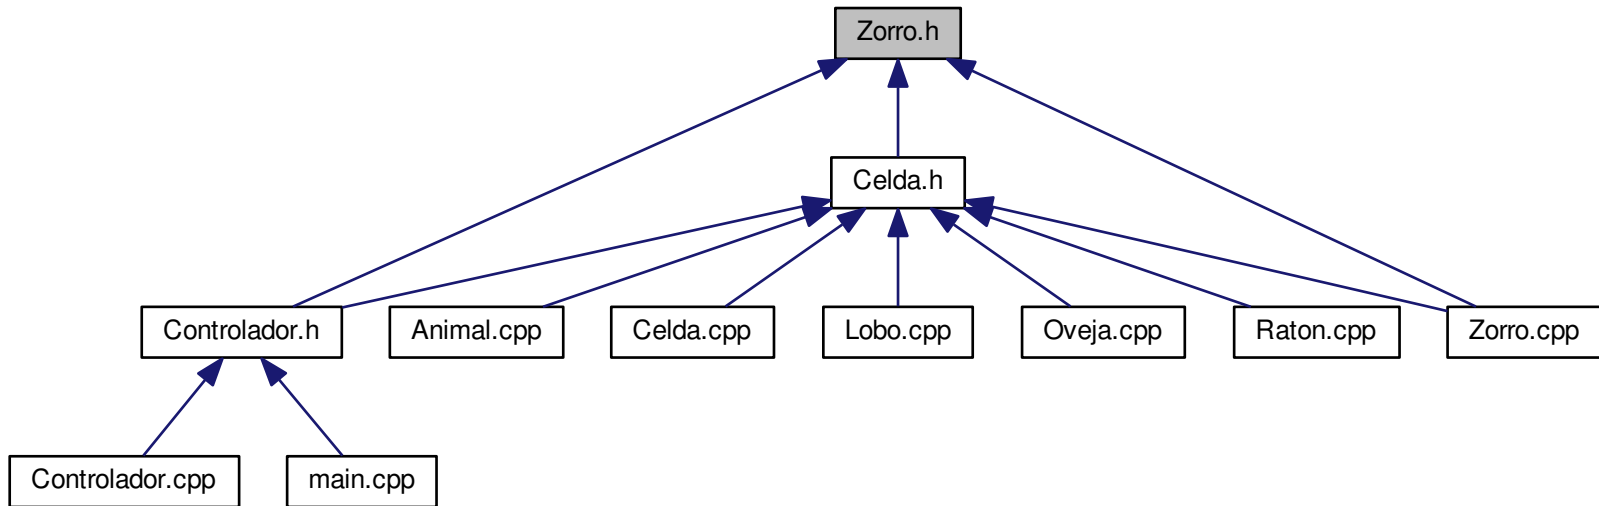 Zorro.h
Celda.h
Controlador.h
Animal.cpp
Celda.cpp
Lobo.cpp
Oveja.cpp
Raton.cpp
Zorro.cpp
Controlador.cpp
main.cpp